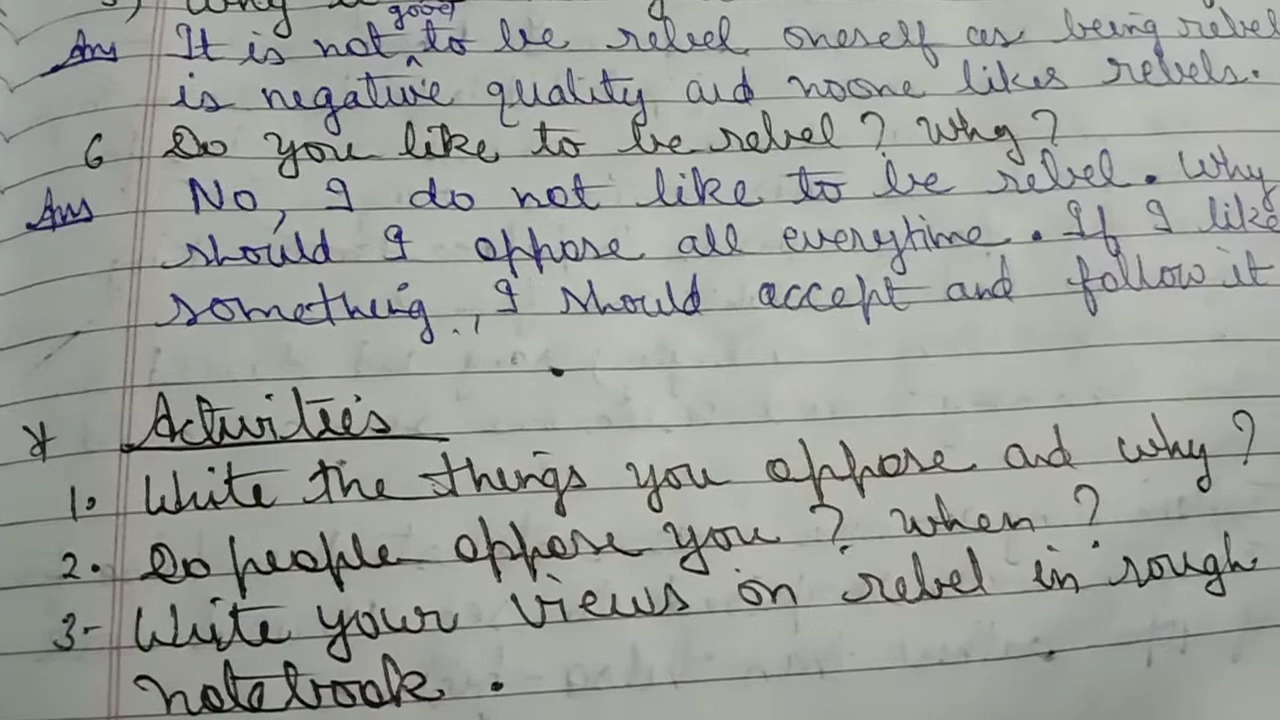 good
Ans It is not to be rebel oneself as being rebel
is negative quality and noone likes rebels.
6 Do you like to be rebel? Why?
Ans No, I do not like to be rebel. Why
should I oppose all everytime. If I like
something., I should accept and follow it
* Activities
1. Write the things you oppose and why?
2. Do people oppose you? when?
3- Write your views on rebel in rough
notebook.